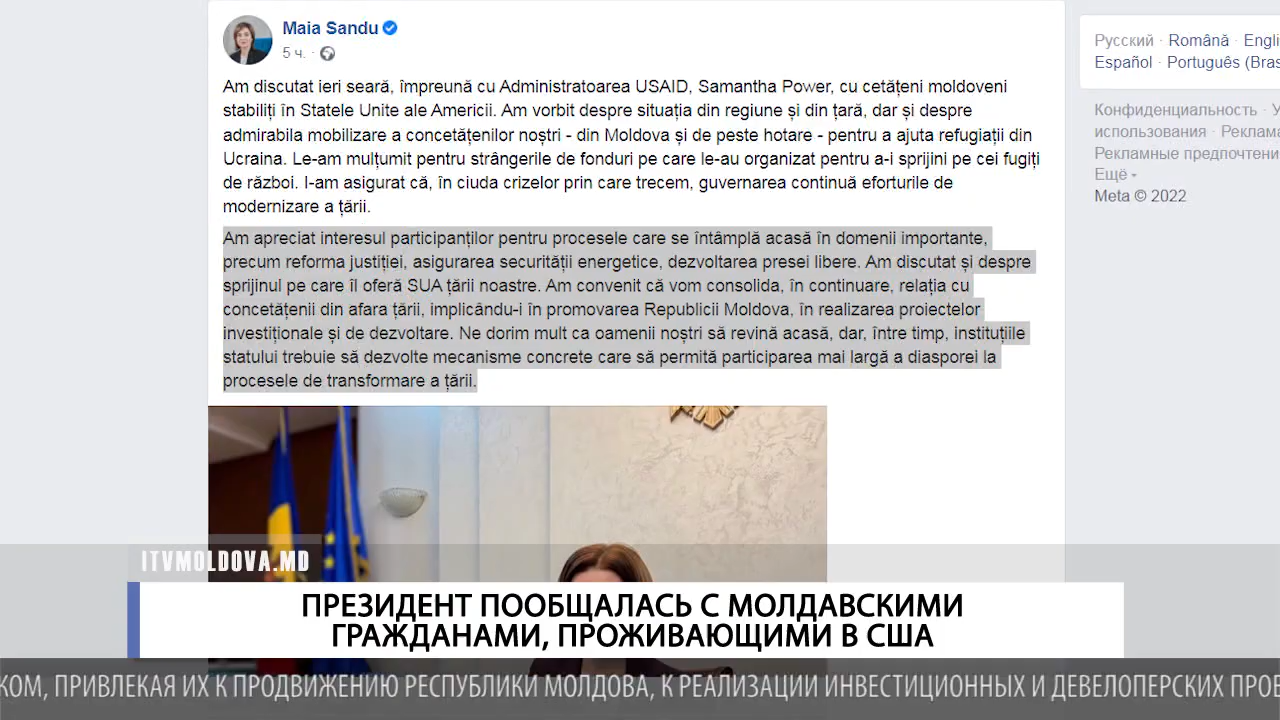 Maia Sandu
5 ч. ·
Am discutat ieri seară, împreună cu Administratoarea USAID, Samantha Power, cu cetățeni moldoveni
stabiliți în Statele Unite ale Americii. Am vorbit despre situația din regiune și din țară, dar și despre
admirabila mobilizare a concetățenilor noștri - din Moldova și de peste hotare - pentru a ajuta refugiații din
Ucraina. Le-am mulțumit pentru strângerile de fonduri pe care le-au organizat pentru a-i sprijini pe cei fugiți
de război. I-am asigurat că, în ciuda crizelor prin care trecem, guvernarea continuă eforturile de
modernizare a țării.
Am apreciat interesul participanților pentru procesele care se întâmplă acasă în domenii importante,
precum reforma justiției, asigurarea securității energetice, dezvoltarea presei libere. Am discutat și despre
sprijinul pe care îl oferă SUA țării noastre. Am convenit că vom consolida, în continuare, relația cu
concetățenii din afara țării, implicându-i în promovarea Republicii Moldova, în realizarea proiectelor
investiționale și de dezvoltare. Ne dorim mult ca oamenii noștri să revină acasă, dar, între timp, instituțiile
statului trebuie să dezvolte mecanisme concrete care să permită participarea mai largă a diasporei la
procesele de transformare a țării.
Русский · Română · Engli
Español · Português (Bras
Конфиденциальность · У
использования · Реклама
Рекламные предпочтени
Ещё
Meta © 2022
ITVMOLDOVA.MD
ПРЕЗИДЕНТ ПООБЩАЛАСЬ С МОЛДАВСКИМИ
ГРАЖДАНАМИ, ПРОЖИВАЮЩИМИ В США
КОМ, ПРИВЛЕКАЯ ИХ К ПРОДВИЖЕНИЮ РЕСПУБЛИКИ МОЛДОВА, К РЕАЛИЗАЦИИ ИНВЕСТИЦИОННЫХ И ДЕВЕЛОПЕРСКИХ ПРОЕ